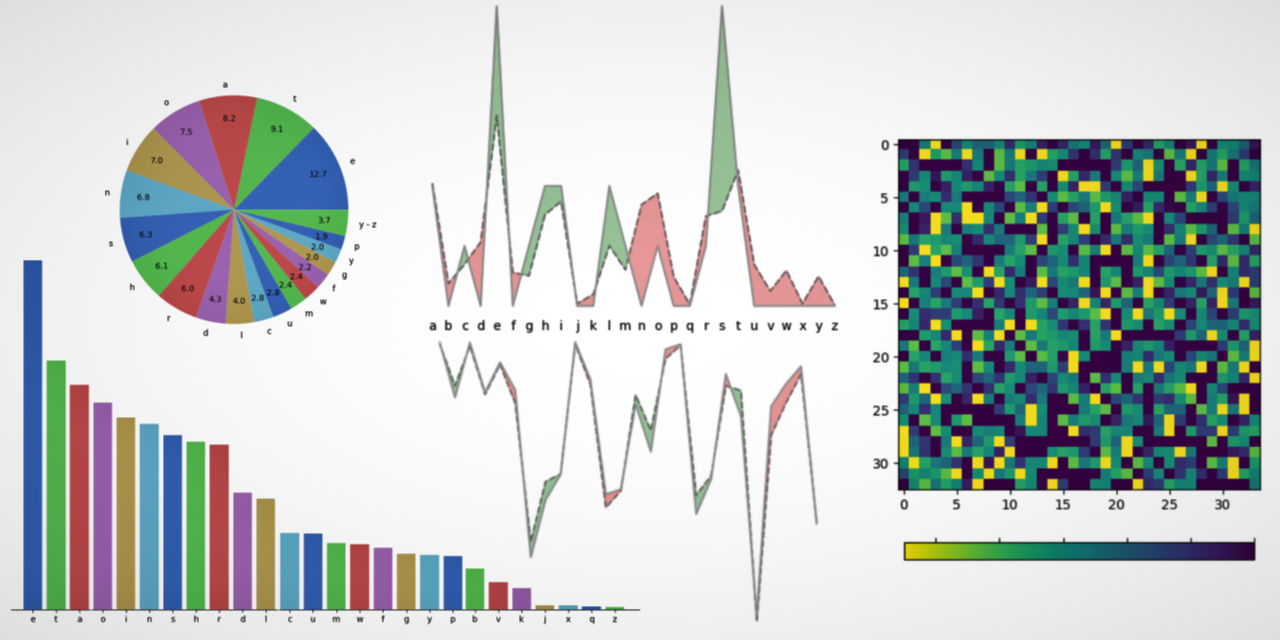 a
o
t
8.2
7.5
9.1
i
7.0
e
12.7
n
6.8
3.7
y - z
s
6.3
1.9
p
2.0
2.0
y
h
6.1
2.2
g
2.4
f
6.0
4.3
4.0
2.8
2.8
2.4
w
r
d
l
c
u
m
a b c d e f g h i j k l m n o p q r s t u v w x y z
0
5
10
15
20
25
30
0 5 10 15 20 25 30
e t a o i n s h r d l c u m w f g y p b v k j x q z